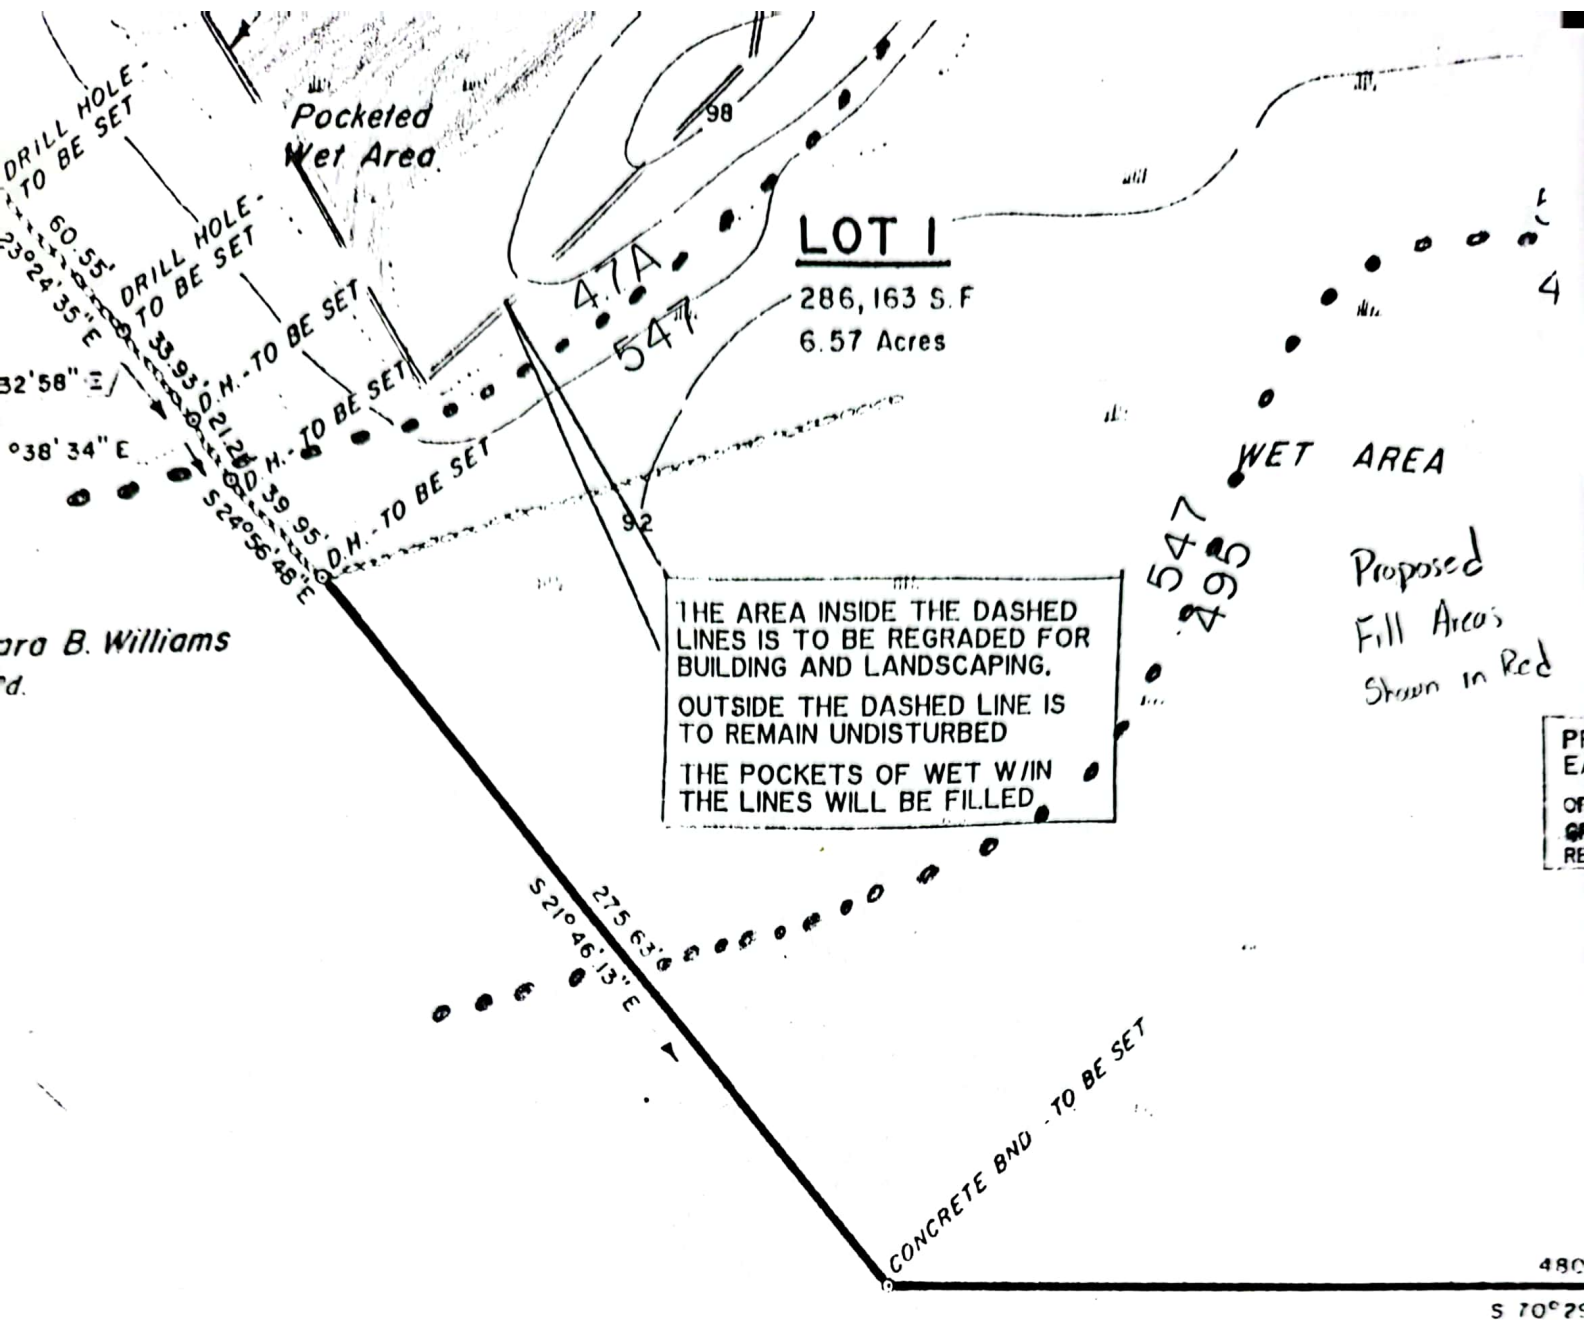 DRILL HOLE-
TO BE SET
Pocketed
Wet Area
98
60.55'
23°24'35"E
DRILL HOLE-
TO BE SET
LOT 1
286,163 S.F
6.57 Acres
47A
547
33.93'
D.H.-TO BE SET
32'58" E
21.2
D.H.-TO BE SET
°38'34" E
39.95'
D.H.-TO BE SET
S 24°56'48"E
92
WET AREA
547
495
4
Proposed
Fill Areas
Shown in Red
ara B. Williams
d.
THE AREA INSIDE THE DASHED
LINES IS TO BE REGRADED FOR
BUILDING AND LANDSCAPING.
OUTSIDE THE DASHED LINE IS
TO REMAIN UNDISTURBED
THE POCKETS OF WET W/IN
THE LINES WILL BE FILLED
PR
EA
OF
RE
275.63'
S 21°46'13" E
CONCRETE BND - TO BE SET
480
S 70°29